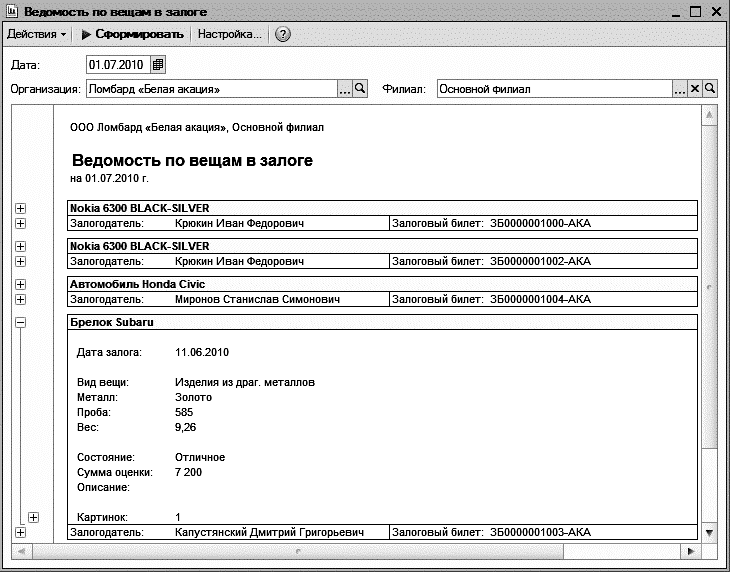 Ведомость по вещам в залоге
Действия Сформировать Настройка... ?
Дата: 01.07.2010
Организация: Ломбард «Белая акация» ... Филиал: Основной филиал ...
ООО Ломбард «Белая акация», Основной филиал
Ведомость по вещам в залоге
на 01.07.2010 г.
Nokia 6300 BLACK-SILVER
Залогодатель: Крюкин Иван Федорович Залоговый билет: ЗБ0000001000-АКА
Nokia 6300 BLACK-SILVER
Залогодатель: Крюкин Иван Федорович Залоговый билет: ЗБ0000001002-АКА
Автомобиль Honda Civic
Залогодатель: Миронов Станислав Симонович Залоговый билет: ЗБ0000001004-АКА
Брелок Subaru
Дата залога: 11.06.2010
Вид вещи: Изделия из драг. металлов
Металл: Золото
Проба: 585
Вес: 9,26
Состояние: Отличное
Сумма оценки: 7 200
Описание:
Картинок: 1
Залогодатель: Капустянский Дмитрий Григорьевич Залоговый билет: ЗБ0000001003-АКА